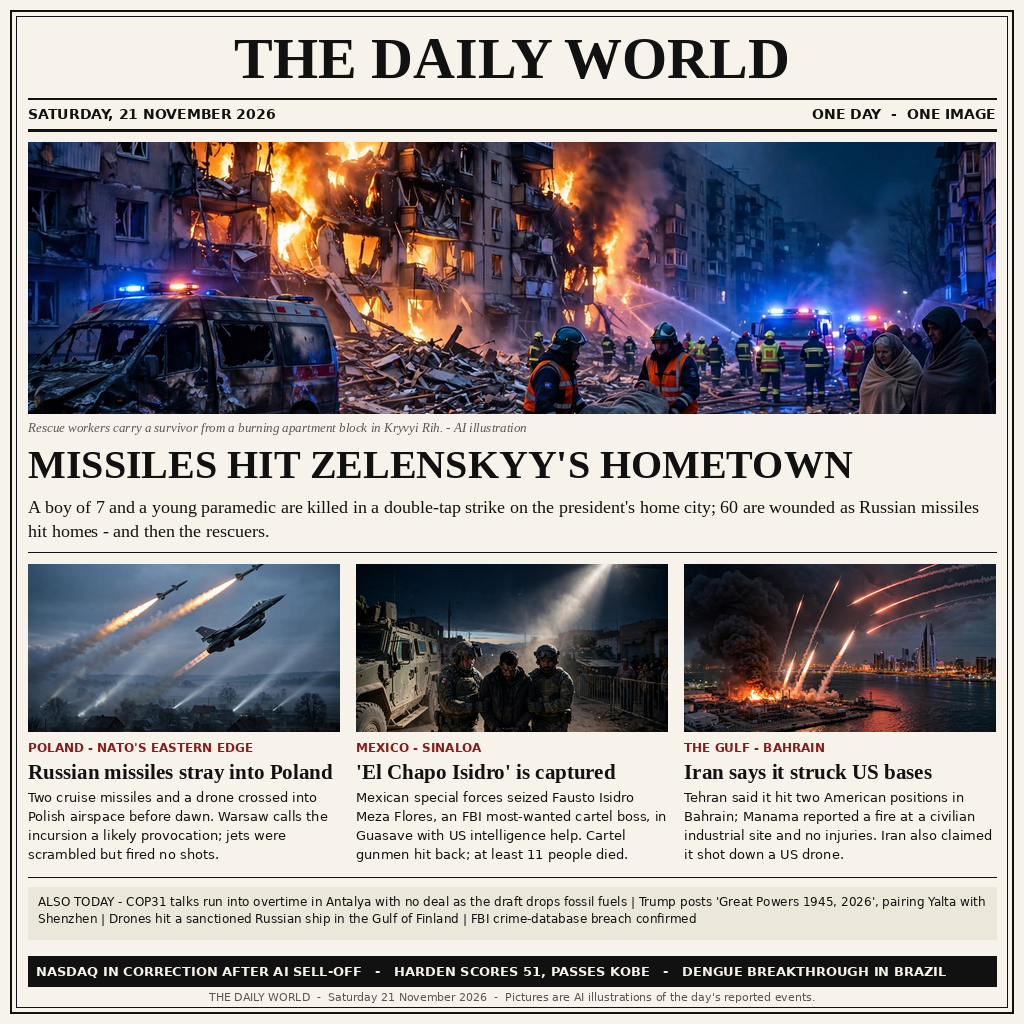 THE DAILY WORLD
SATURDAY, 21 NOVEMBER 2026
ONE DAY - ONE IMAGE
Rescue workers carry a survivor from a burning apartment block in Kryvyi Rih. - AI illustration
MISSILES HIT ZELENSKYY'S HOMETOWN
A boy of 7 and a young paramedic are killed in a double-tap strike on the president's home city; 60 are wounded as Russian missiles
hit homes - and then the rescuers.
POLAND - NATO'S EASTERN EDGE
Russian missiles stray into Poland
Two cruise missiles and a drone crossed into
Polish airspace before dawn. Warsaw calls the
incursion a likely provocation; jets were
scrambled but fired no shots.
MEXICO - SINALOA
'El Chapo Isidro' is captured
Mexican special forces seized Fausto Isidro
Meza Flores, an FBI most-wanted cartel boss, in
Guasave with US intelligence help. Cartel
gunmen hit back; at least 11 people died.
THE GULF - BAHRAIN
Iran says it struck US bases
Tehran said it hit two American positions in
Bahrain; Manama reported a fire at a civilian
industrial site and no injuries. Iran also claimed
it shot down a US drone.
ALSO TODAY - COP31 talks run into overtime in Antalya with no deal as the draft drops fossil fuels | Trump posts 'Great Powers 1945, 2026', pairing Yalta with
Shenzhen | Drones hit a sanctioned Russian ship in the Gulf of Finland | FBI crime-database breach confirmed
NASDAQ IN CORRECTION AFTER AI SELL-OFF - HARDEN SCORES 51, PASSES KOBE - DENGUE BREAKTHROUGH IN BRAZIL
THE DAILY WORLD - Saturday 21 November 2026 - Pictures are AI illustrations of the day's reported events.